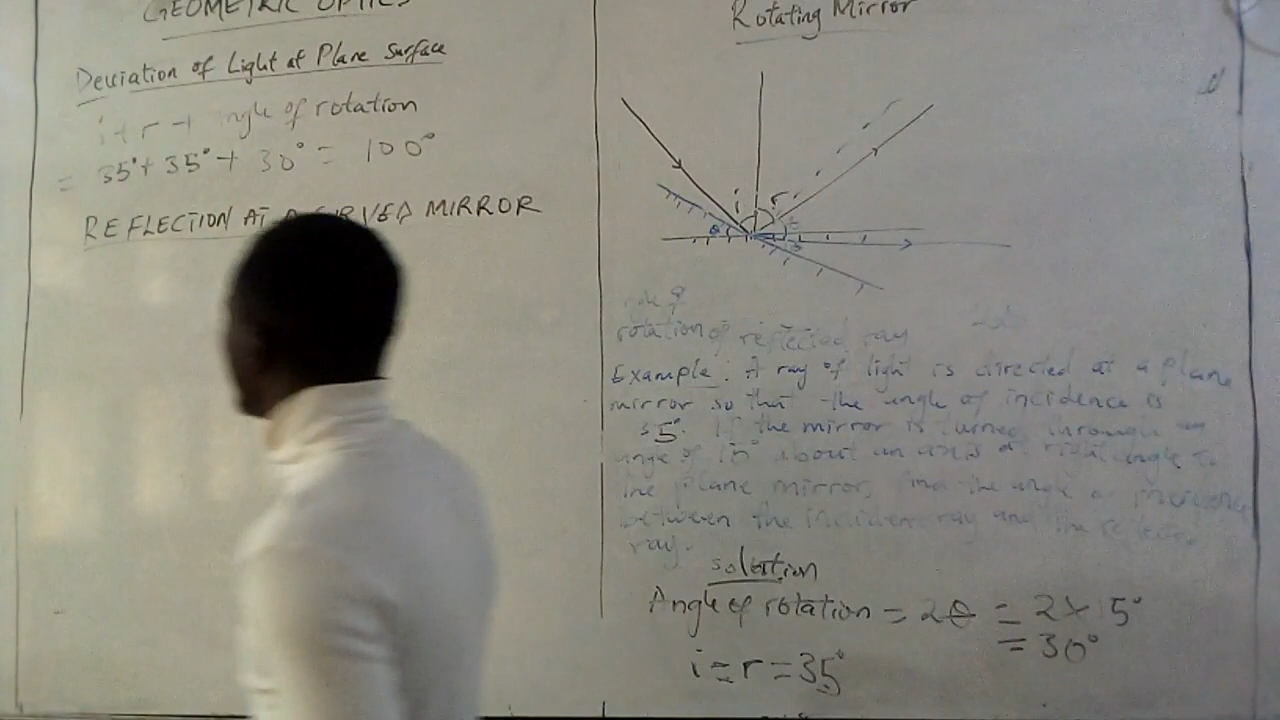 GEOMETRIC OPTICS
Deviation of Light at Plane Surface
i + r + angle of rotation
= 35° + 35° + 30° = 100°
REFLECTION AT A CURVED MIRROR
Rotating Mirror
i r
θ
rotation of reflected ray
Example: A ray of light is directed at a plane
mirror so that the angle of incidence is
35°. If the mirror is turned through an
angle of 15° about an axis at right angle to
the plane mirror, find the angle of incidence
between the incident ray and the reflected
ray.
solution
Angle of rotation = 2θ = 2 x 15°
= 30°
i = r = 35°